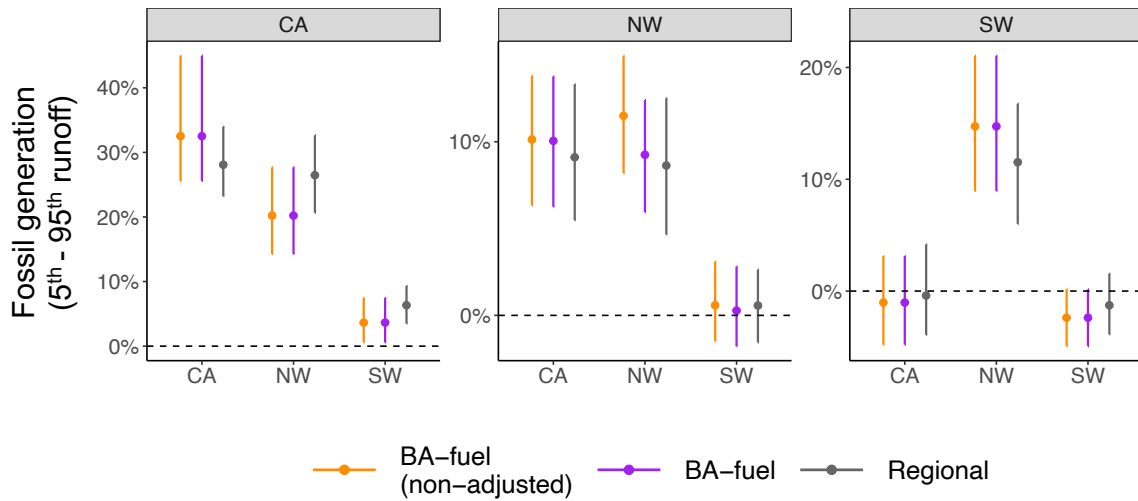 CA
NW
SW
Fossil generation
(5th - 95th runoff)
40%
30%
20%
10%
0%
CA NW SW
10%
0%
CA NW SW
20%
10%
0%
CA NW SW
BA−fuel
(non−adjusted)
BA−fuel
Regional